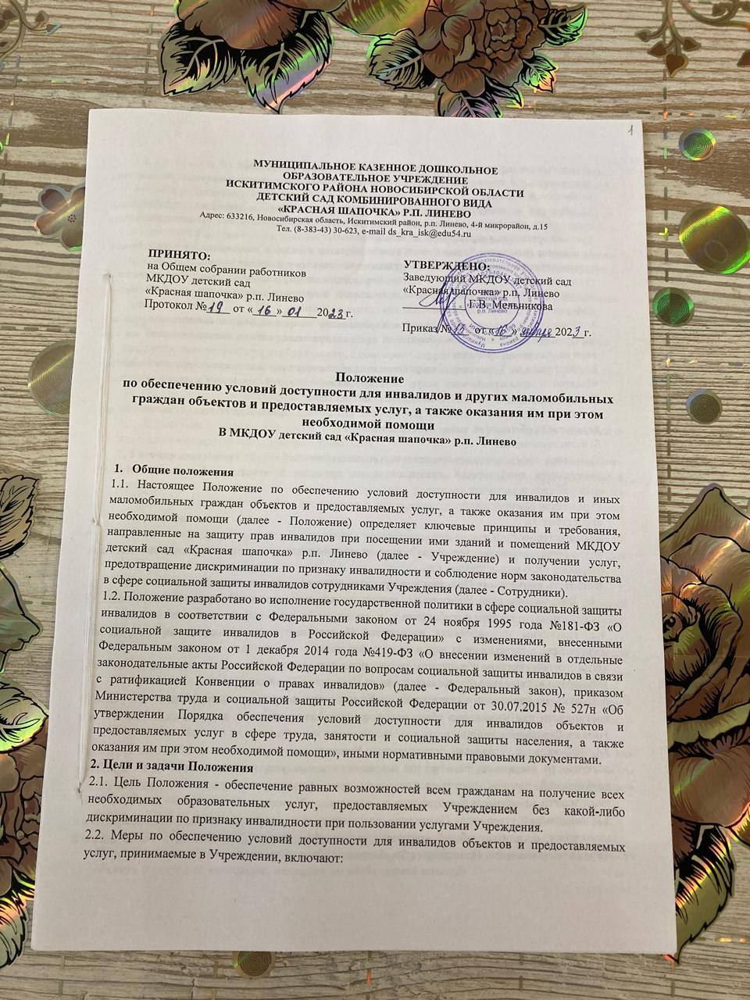 1
МУНИЦИПАЛЬНОЕ КАЗЕННОЕ ДОШКОЛЬНОЕ
ОБРАЗОВАТЕЛЬНОЕ УЧРЕЖДЕНИЕ
ИСКИТИМСКОГО РАЙОНА НОВОСИБИРСКОЙ ОБЛАСТИ
ДЕТСКИЙ САД КОМБИНИРОВАННОГО ВИДА
«КРАСНАЯ ШАПОЧКА» Р.П. ЛИНЕВО
Адрес: 633216, Новосибирская область, Искитимский район, р.п. Линево, 4-й микрорайон, д.15
Тел. (8-383-43) 30-623, e-mail ds_kra_isk@edu54.ru
ПРИНЯТО:
на Общем собрании работников
МКДОУ детский сад
«Красная шапочка» р.п. Линево
Протокол №19 от «16» 01 2023 г.
УТВЕРЖДЕНО:
Заведующий МКДОУ детский сад
«Красная шапочка» р.п. Линево
Г.В. Мельникова
Приказ № от «16» января 2023 г.
детский сад
р.п. Линево
Положение
по обеспечению условий доступности для инвалидов и других маломобильных
граждан объектов и предоставляемых услуг, а также оказания им при этом
необходимой помощи
В МКДОУ детский сад «Красная шапочка» р.п. Линево
1. Общие положения
1.1. Настоящее Положение по обеспечению условий доступности для инвалидов и иных
маломобильных граждан объектов и предоставляемых услуг, а также оказания им при этом
необходимой помощи (далее - Положение) определяет ключевые принципы и требования,
направленные на защиту прав инвалидов при посещении ими зданий и помещений МКДОУ
детский сад «Красная шапочка» р.п. Линево (далее - Учреждение) и получении услуг,
предотвращение дискриминации по признаку инвалидности и соблюдение норм законодательства
в сфере социальной защиты инвалидов сотрудниками Учреждения (далее - Сотрудники).
1.2. Положение разработано во исполнение государственной политики в сфере социальной защиты
инвалидов в соответствии с Федеральными законом от 24 ноября 1995 года №181-ФЗ «О
социальной защите инвалидов в Российской Федерации» с изменениями, внесенными
Федеральным законом от 1 декабря 2014 года №419-ФЗ «О внесении изменений в отдельные
законодательные акты Российской Федерации по вопросам социальной защиты инвалидов в связи
с ратификацией Конвенции о правах инвалидов» (далее - Федеральный закон), приказом
Министерства труда и социальной защиты Российской Федерации от 30.07.2015 № 527н «Об
утверждении Порядка обеспечения условий доступности для инвалидов объектов и
предоставляемых услуг в сфере труда, занятости и социальной защиты населения, а также
оказания им при этом необходимой помощи», иными нормативными правовыми документами.
2. Цели и задачи Положения
2.1. Цель Положения - обеспечение равных возможностей всем гражданам на получение всех
необходимых образовательных услуг, предоставляемых Учреждением без какой-либо
дискриминации по признаку инвалидности при пользовании услугами Учреждения.
2.2. Меры по обеспечению условий доступности для инвалидов объектов и предоставляемых
услуг, принимаемые в Учреждении, включают: